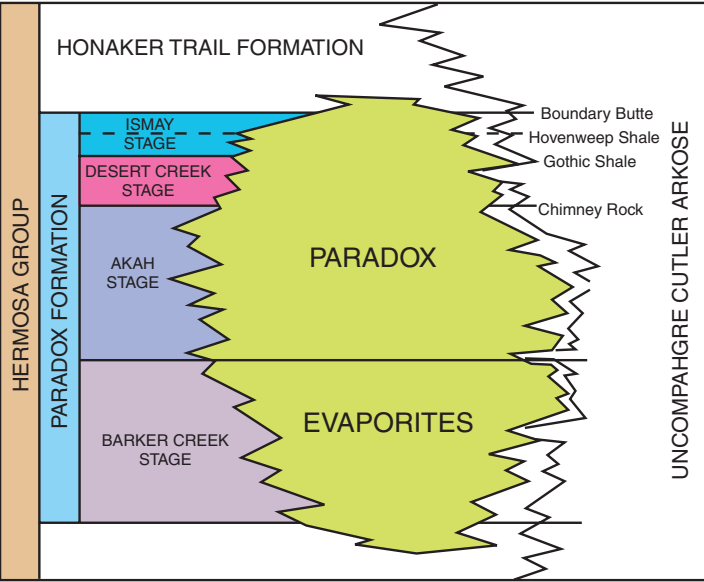 HONAKER TRAIL FORMATION
HERMOSA GROUP
PARADOX FORMATION
ISMAY
STAGE
DESERT CREEK
STAGE
AKAH
STAGE
BARKER CREEK
STAGE
PARADOX
EVAPORITES
Boundary Butte
Hovenweep Shale
Gothic Shale
Chimney Rock
UNCOMPAHGRE CUTLER ARKOSE